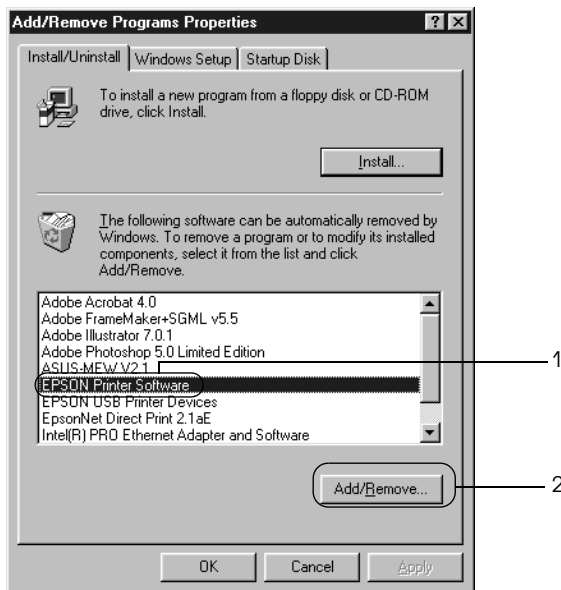 Add/Remove Programs Properties
Install/Uninstall Windows Setup Startup Disk
To install a new program from a floppy disk or CD-ROM
drive, click Install.
Install...
The following software can be automatically removed by
Windows. To remove a program or to modify its installed
components, select it from the list and click
Add/Remove.
Adobe Acrobat 4.0
Adobe FrameMaker+SGML v5.5
Adobe Illustrator 7.0.1
Adobe Photoshop 5.0 Limited Edition
ASUS-MEW V2.1
1
EPSON Printer Software
EPSON USB Printer Devices
EpsonNet Direct Print 2.1aE
Intel(R) PRO Ethernet Adapter and Software
Add/Remove...
2
OK Cancel Apply